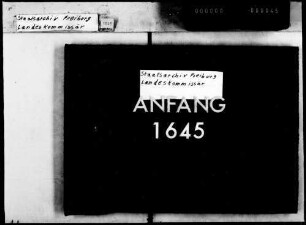 Staatsarchiv Freiburg
Landeskommissär
Staatsarchiv Freiburg
Landeskommissär
ANFANG
1645